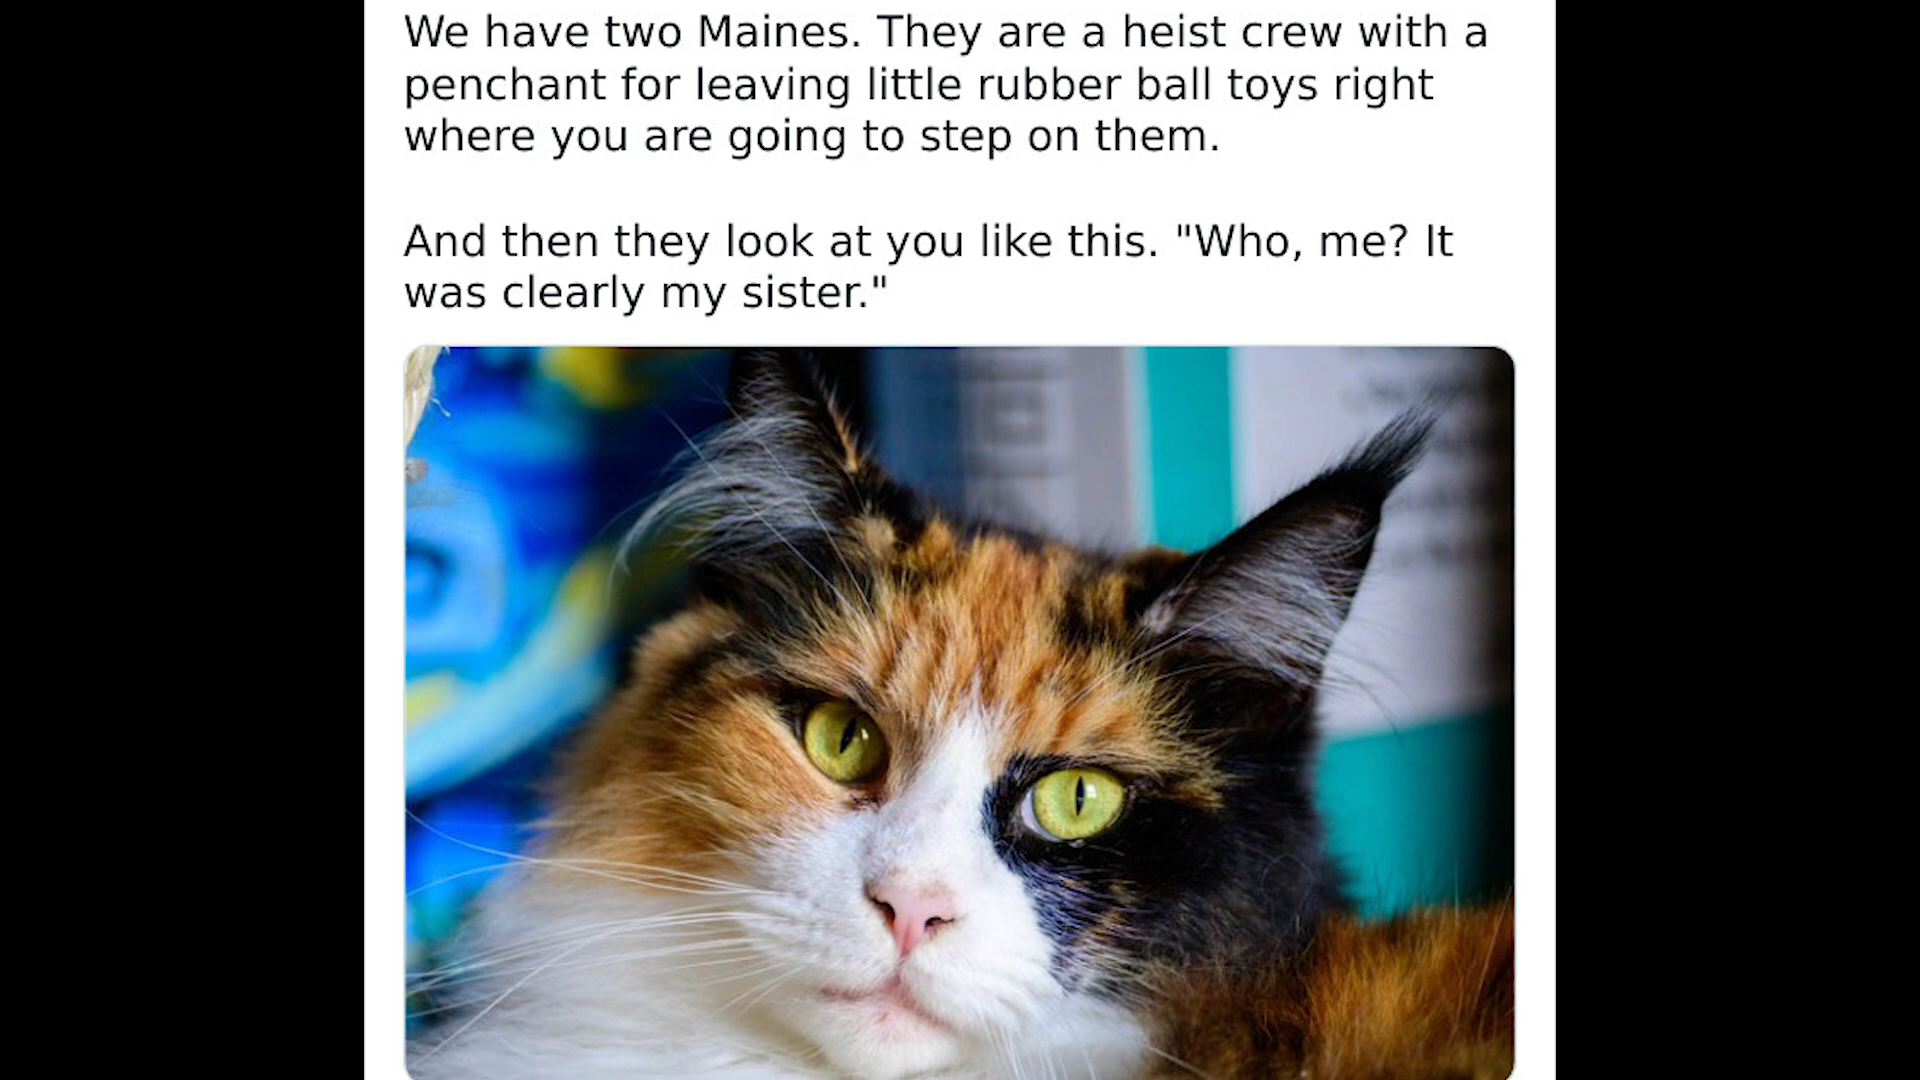 We have two Maines. They are a heist crew with a
penchant for leaving little rubber ball toys right
where you are going to step on them.
And then they look at you like this. "Who, me? It
was clearly my sister."